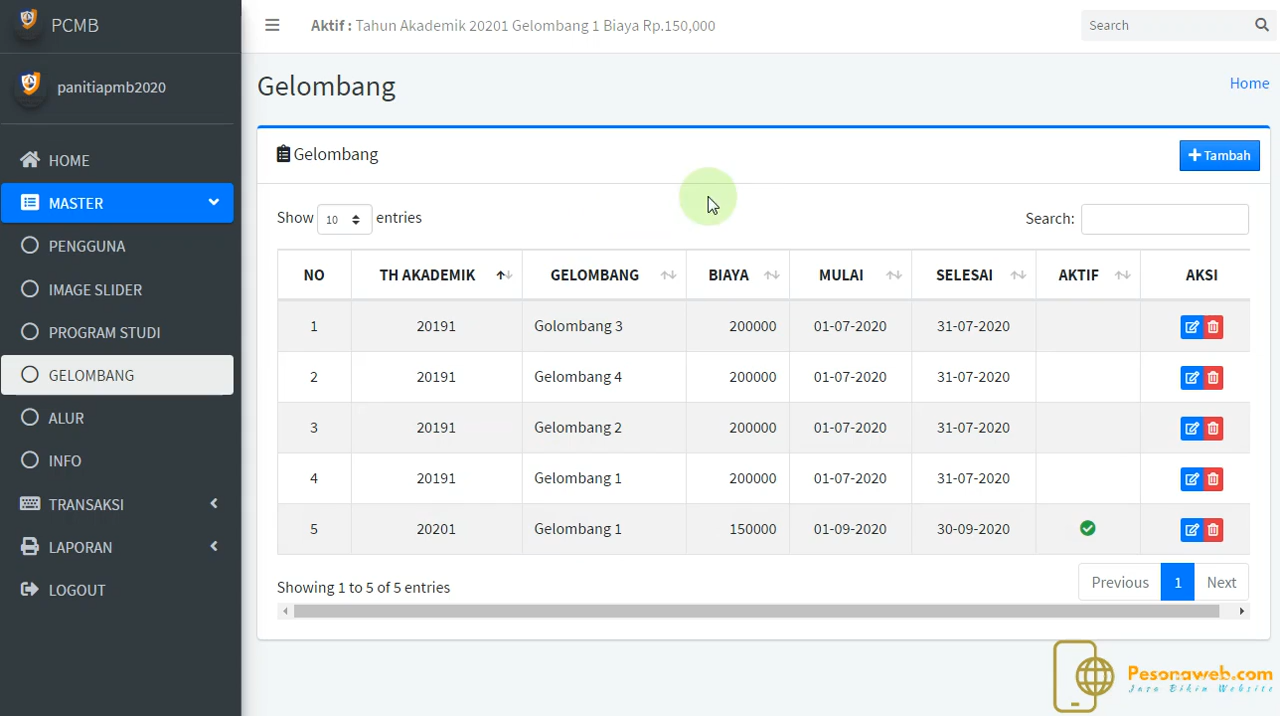 PCMB
Aktif : Tahun Akademik 20201 Gelombang 1 Biaya Rp.150,000
Search
panitiapmb2020
Gelombang
Home
HOME
MASTER
PENGGUNA
IMAGE SLIDER
PROGRAM STUDI
GELOMBANG
ALUR
INFO
TRANSAKSI
LAPORAN
LOGOUT
Gelombang
Tambah
Show 10 entries
Search:
NO TH AKADEMIK GELOMBANG BIAYA MULAI SELESAI AKTIF AKSI
1 20191 Golombang 3 200000 01-07-2020 31-07-2020
2 20191 Gelombang 4 200000 01-07-2020 31-07-2020
3 20191 Gelombang 2 200000 01-07-2020 31-07-2020
4 20191 Gelombang 1 200000 01-07-2020 31-07-2020
5 20201 Gelombang 1 150000 01-09-2020 30-09-2020
Showing 1 to 5 of 5 entries
Previous 1 Next
Pesonaweb.com
Jasa Bikin Website